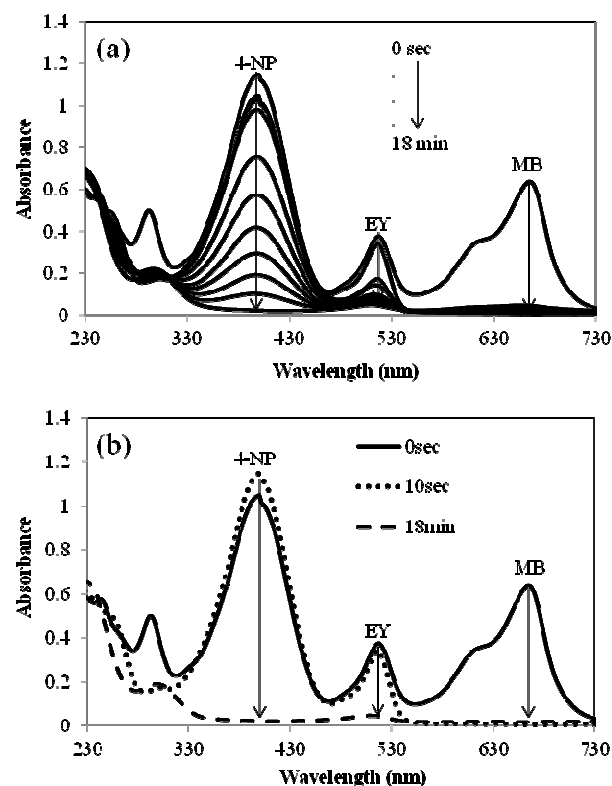 (a)
1.4
1.2
1
0.8
0.6
0.4
0.2
0
Absorbance
4-NP
EY
MB
0 sec
18 min
230 330 430 530 630 730
Wavelength (nm)
(b)
1.4
1.2
1
0.8
0.6
0.4
0.2
0
Absorbance
4-NP
EY
MB
0sec
10sec
18min
230 330 430 530 630 730
Wavelength (nm)